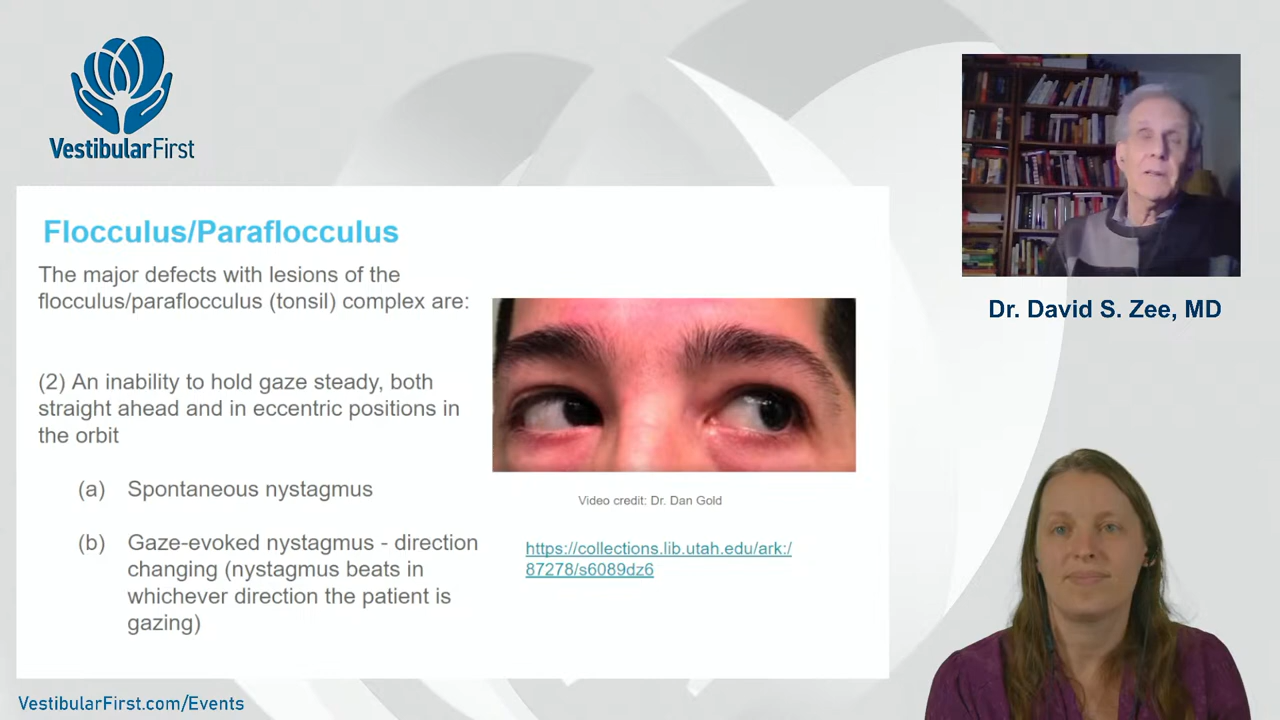 VestibularFirst
Flocculus/Paraflocculus
The major defects with lesions of the
flocculus/paraflocculus (tonsil) complex are:
(2) An inability to hold gaze steady, both
straight ahead and in eccentric positions in
the orbit
(a) Spontaneous nystagmus
(b) Gaze-evoked nystagmus - direction
changing (nystagmus beats in
whichever direction the patient is
gazing)
Video credit: Dr. Dan Gold
https://collections.lib.utah.edu/ark:/
87278/s6089dz6
Dr. David S. Zee, MD
VestibularFirst.com/Events